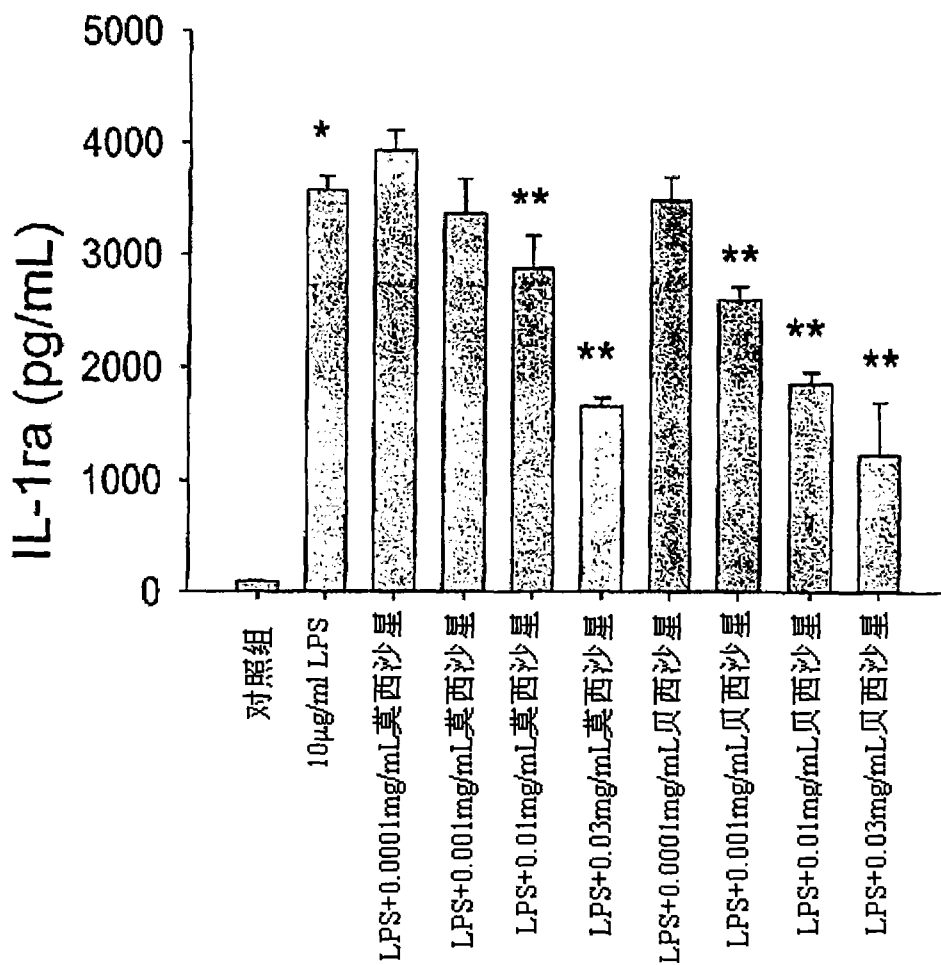 5000
4000
3000
2000
1000
0
IL-1ra (pg/mL)
*
**
**
**
**
**
对照组
10μg/ml LPS
LPS+0.0001mg/mL莫西沙星
LPS+0.001mg/mL莫西沙星
LPS+0.01mg/mL莫西沙星
LPS+0.03mg/mL莫西沙星
LPS+0.0001mg/mL贝西沙星
LPS+0.001mg/mL贝西沙星
LPS+0.01mg/mL贝西沙星
LPS+0.03mg/mL贝西沙星